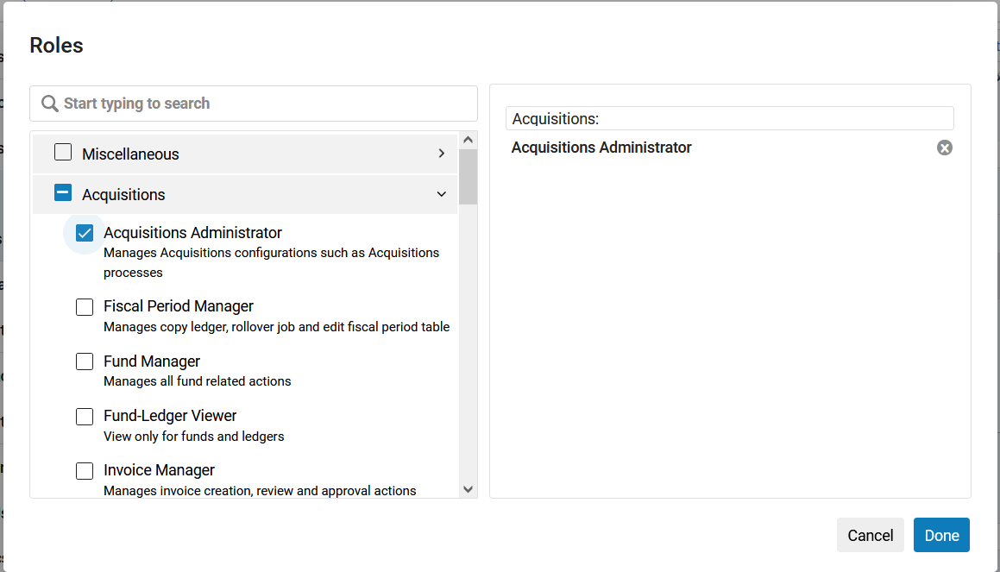 Roles
Start typing to search
Miscellaneous
Acquisitions
Acquisitions Administrator
Manages Acquisitions configurations such as Acquisitions
processes
Fiscal Period Manager
Manages copy ledger, rollover job and edit fiscal period table
Fund Manager
Manages all fund related actions
Fund-Ledger Viewer
View only for funds and ledgers
Invoice Manager
Manages invoice creation, review and approval actions
Acquisitions:
Acquisitions Administrator
Cancel
Done